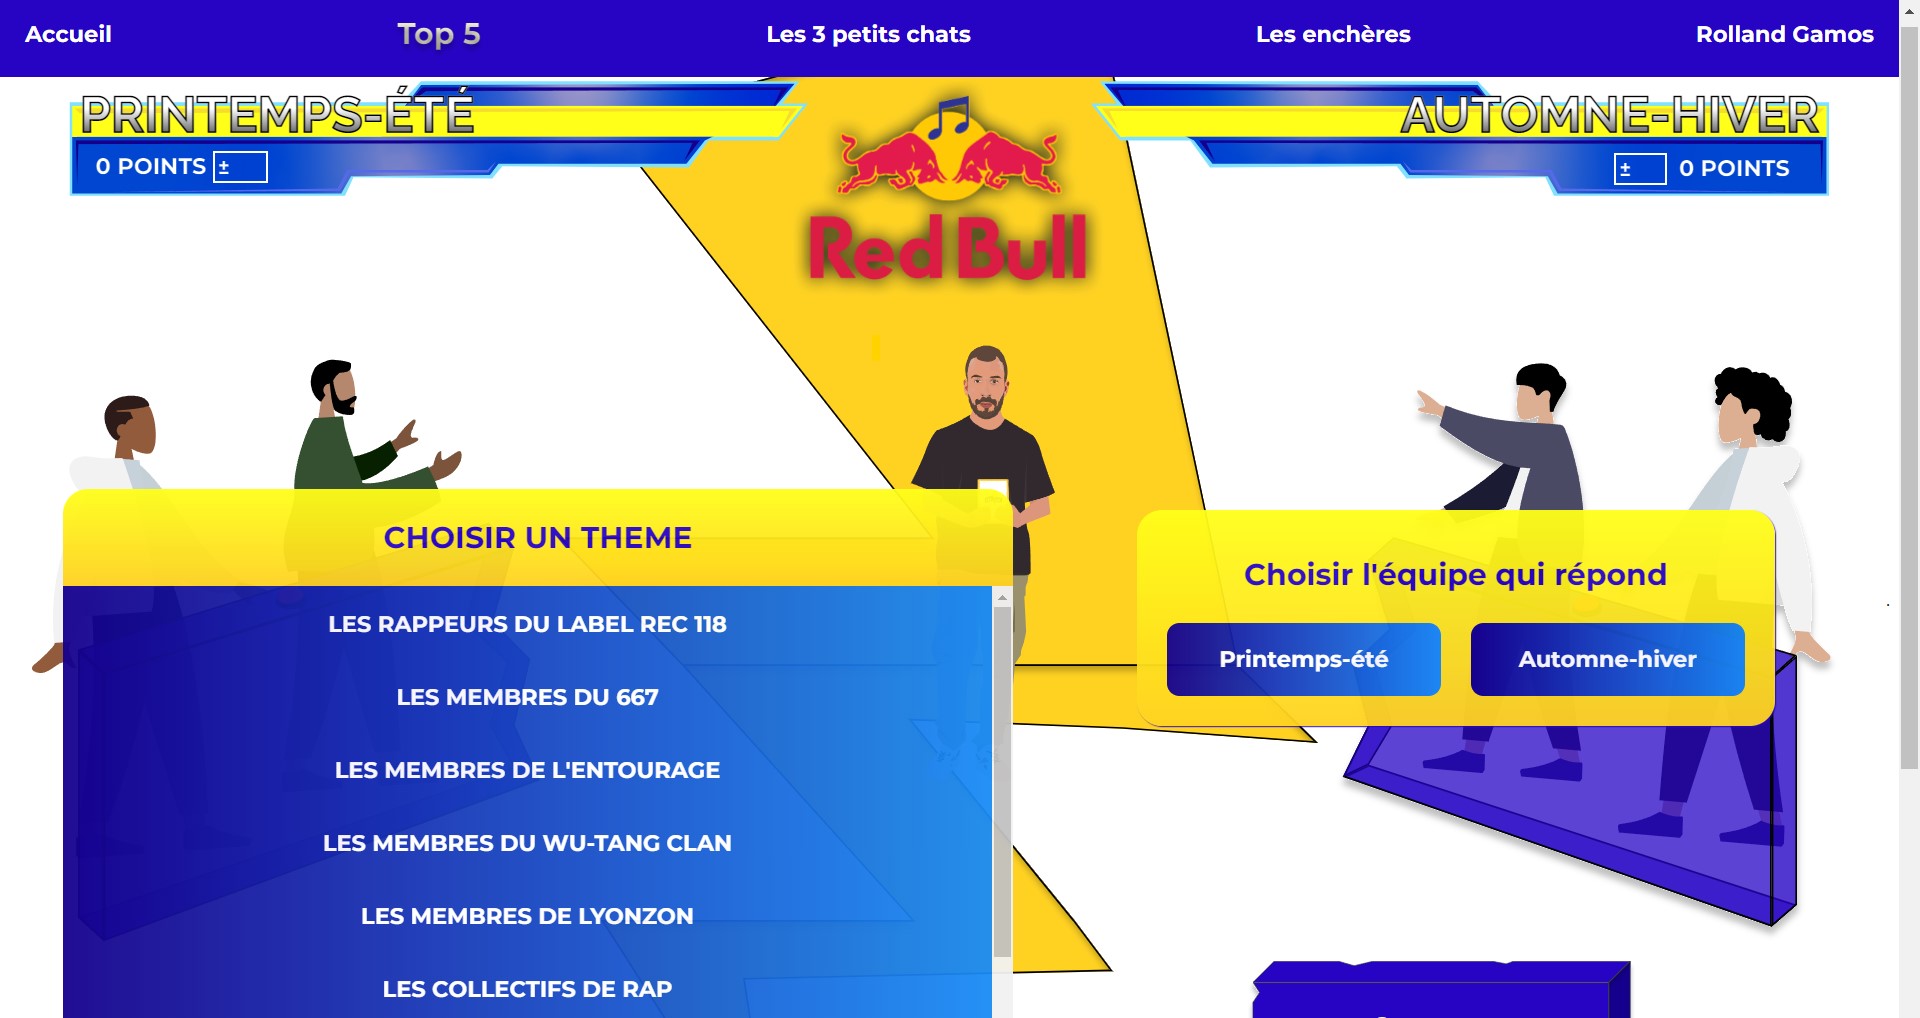 Accueil
Top 5
Les 3 petits chats
Les enchères
Rolland Gamos
PRINTEMPS-ÉTÉ
0 POINTS ±
AUTOMNE-HIVER
± 0 POINTS
Red Bull
CHOISIR UN THEME
LES RAPPEURS DU LABEL REC 118
LES MEMBRES DU 667
LES MEMBRES DE L'ENTOURAGE
LES MEMBRES DU WU-TANG CLAN
LES MEMBRES DE LYONZON
LES COLLECTIFS DE RAP
Choisir l'équipe qui répond
Printemps-été
Automne-hiver